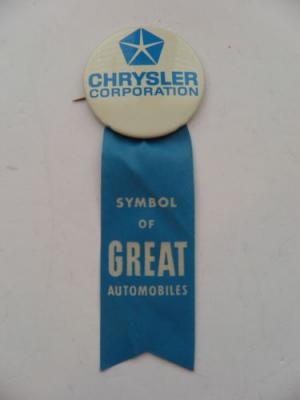 CHRYSLER
CORPORATION
SYMBOL
OF
GREAT
AUTOMOBILES